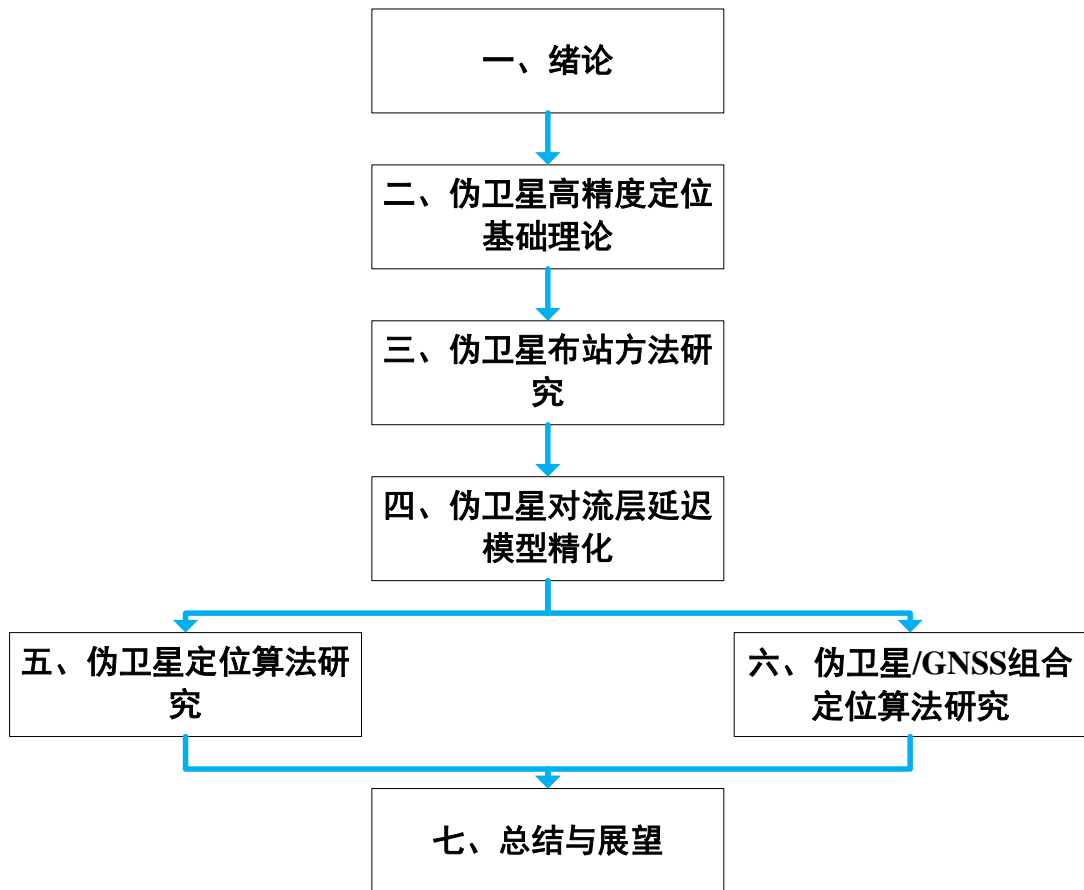 一、绪论
二、伪卫星高精度定位
基础理论
三、伪卫星布站方法研
究
四、伪卫星对流层延迟
模型精化
五、伪卫星定位算法研
究
六、伪卫星/GNSS组合
定位算法研究
七、总结与展望